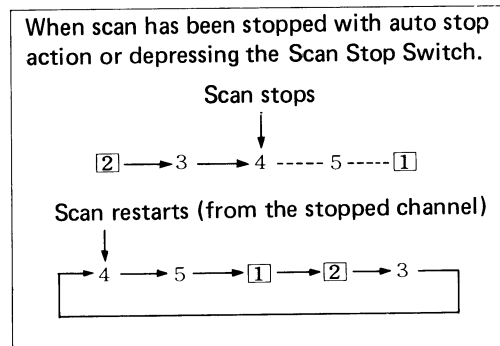 When scan has been stopped with auto stop
action or depressing the Scan Stop Switch.
Scan stops
2 3 4 5 1
Scan restarts (from the stopped channel)
4 5 1 2 3